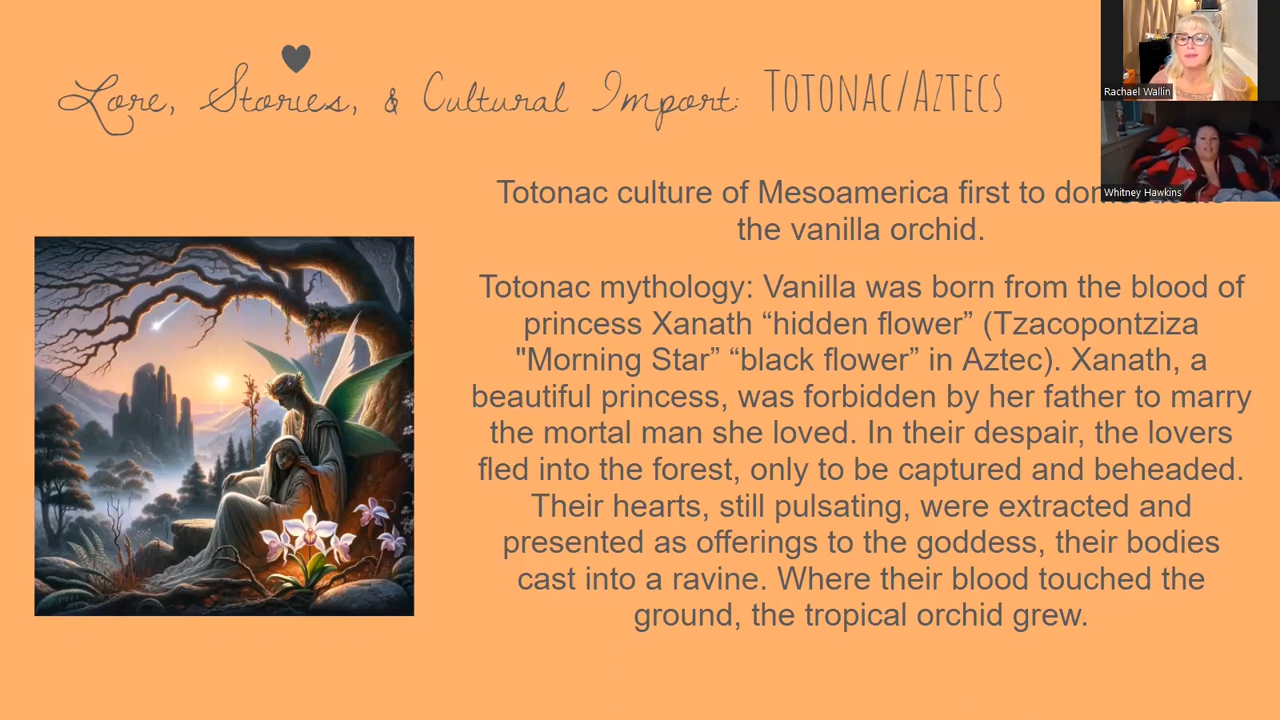 Lore, Stories, & Cultural Import: Totonac/Aztecs
Rachael Wallin
Whitney Hawkins
Totonac culture of Mesoamerica first to
the vanilla orchid.
Totonac mythology: Vanilla was born from the blood of
princess Xanath “hidden flower” (Tzacopontziza
"Morning Star” “black flower” in Aztec). Xanath, a
beautiful princess, was forbidden by her father to marry
the mortal man she loved. In their despair, the lovers
fled into the forest, only to be captured and beheaded.
Their hearts, still pulsating, were extracted and
presented as offerings to the goddess, their bodies
cast into a ravine. Where their blood touched the
ground, the tropical orchid grew.